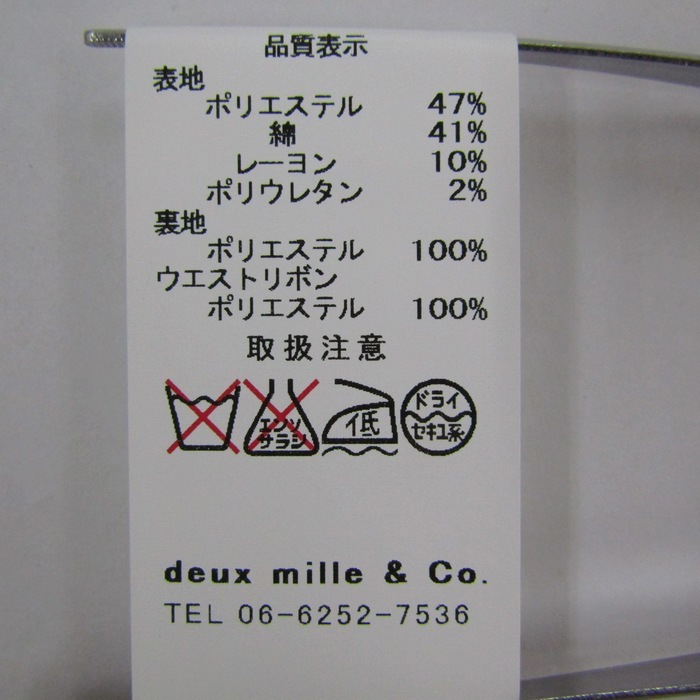 品質表示
表地
ポリエステル 47%
綿 41%
レーヨン 10%
ポリウレタン 2%
裏地
ポリエステル 100%
ウエストリボン
ポリエステル 100%
取扱注意
エンソ
サラシ
低
ドライ
セキユ系
deux mille & Co.
TEL 06-6252-7536